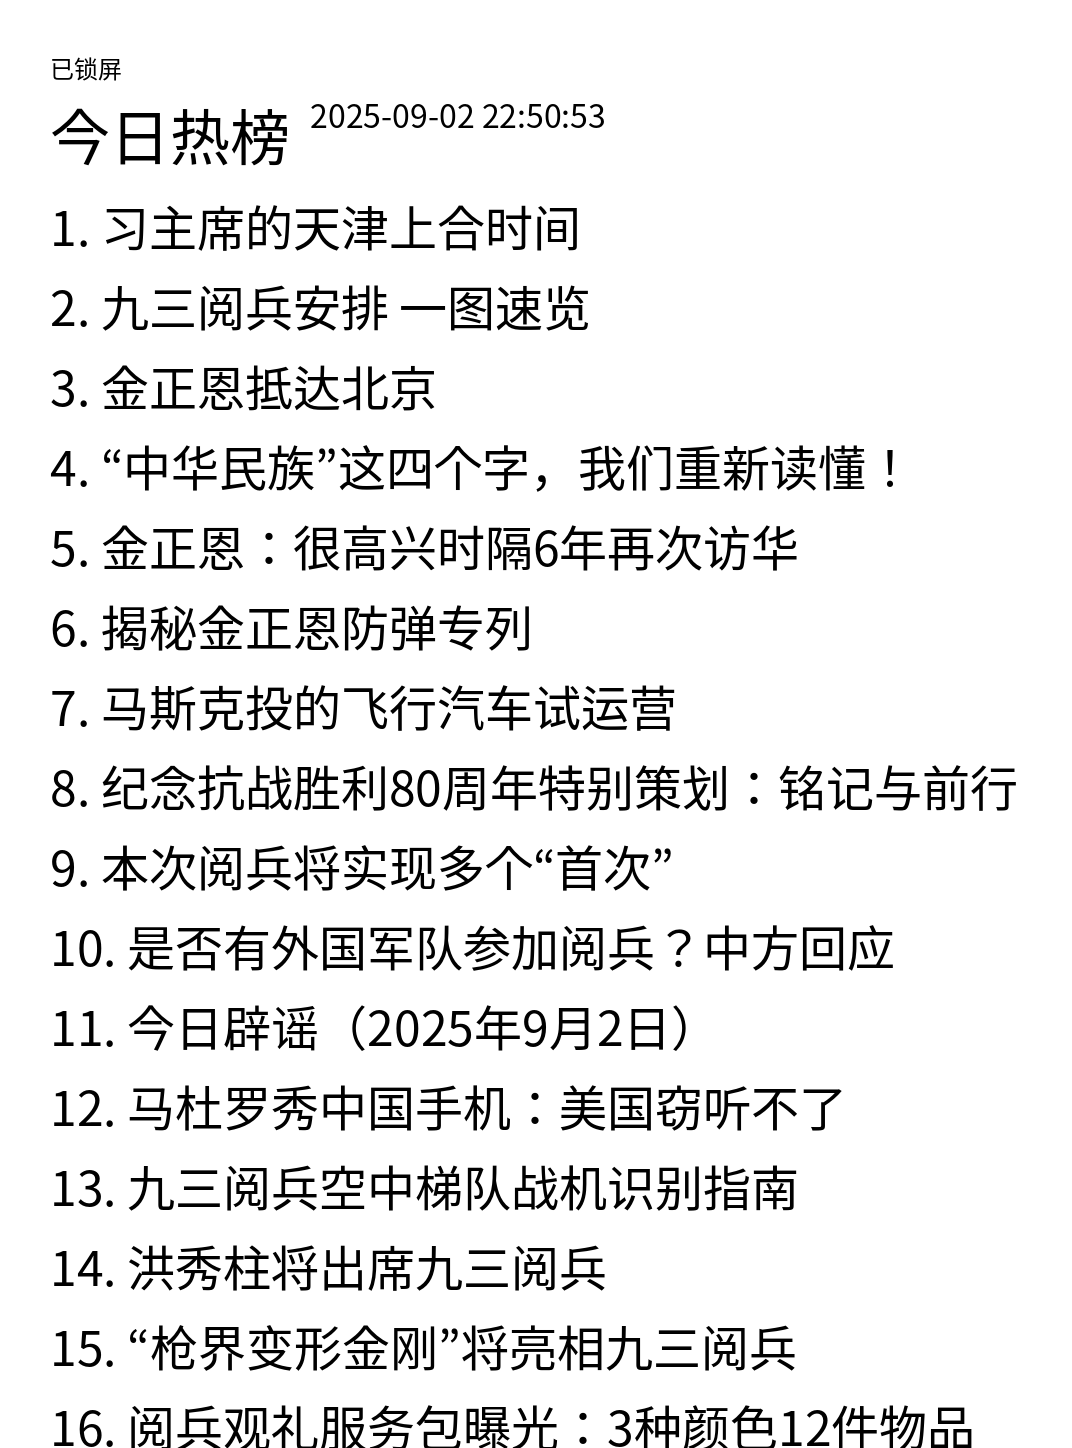 已锁屏
今日热榜 2025-09-02 22:50:53
1. 习主席的天津上合时间
2. 九三阅兵安排 一图速览
3. 金正恩抵达北京
4. “中华民族”这四个字，我们重新读懂！
5. 金正恩：很高兴时隔6年再次访华
6. 揭秘金正恩防弹专列
7. 马斯克投的飞行汽车试运营
8. 纪念抗战胜利80周年特别策划：铭记与前行
9. 本次阅兵将实现多个“首次”
10. 是否有外国军队参加阅兵？中方回应
11. 今日辟谣（2025年9月2日）
12. 马杜罗秀中国手机：美国窃听不了
13. 九三阅兵空中梯队战机识别指南
14. 洪秀柱将出席九三阅兵
15. “枪界变形金刚”将亮相九三阅兵
16. 阅兵观礼服务包曝光：3种颜色12件物品